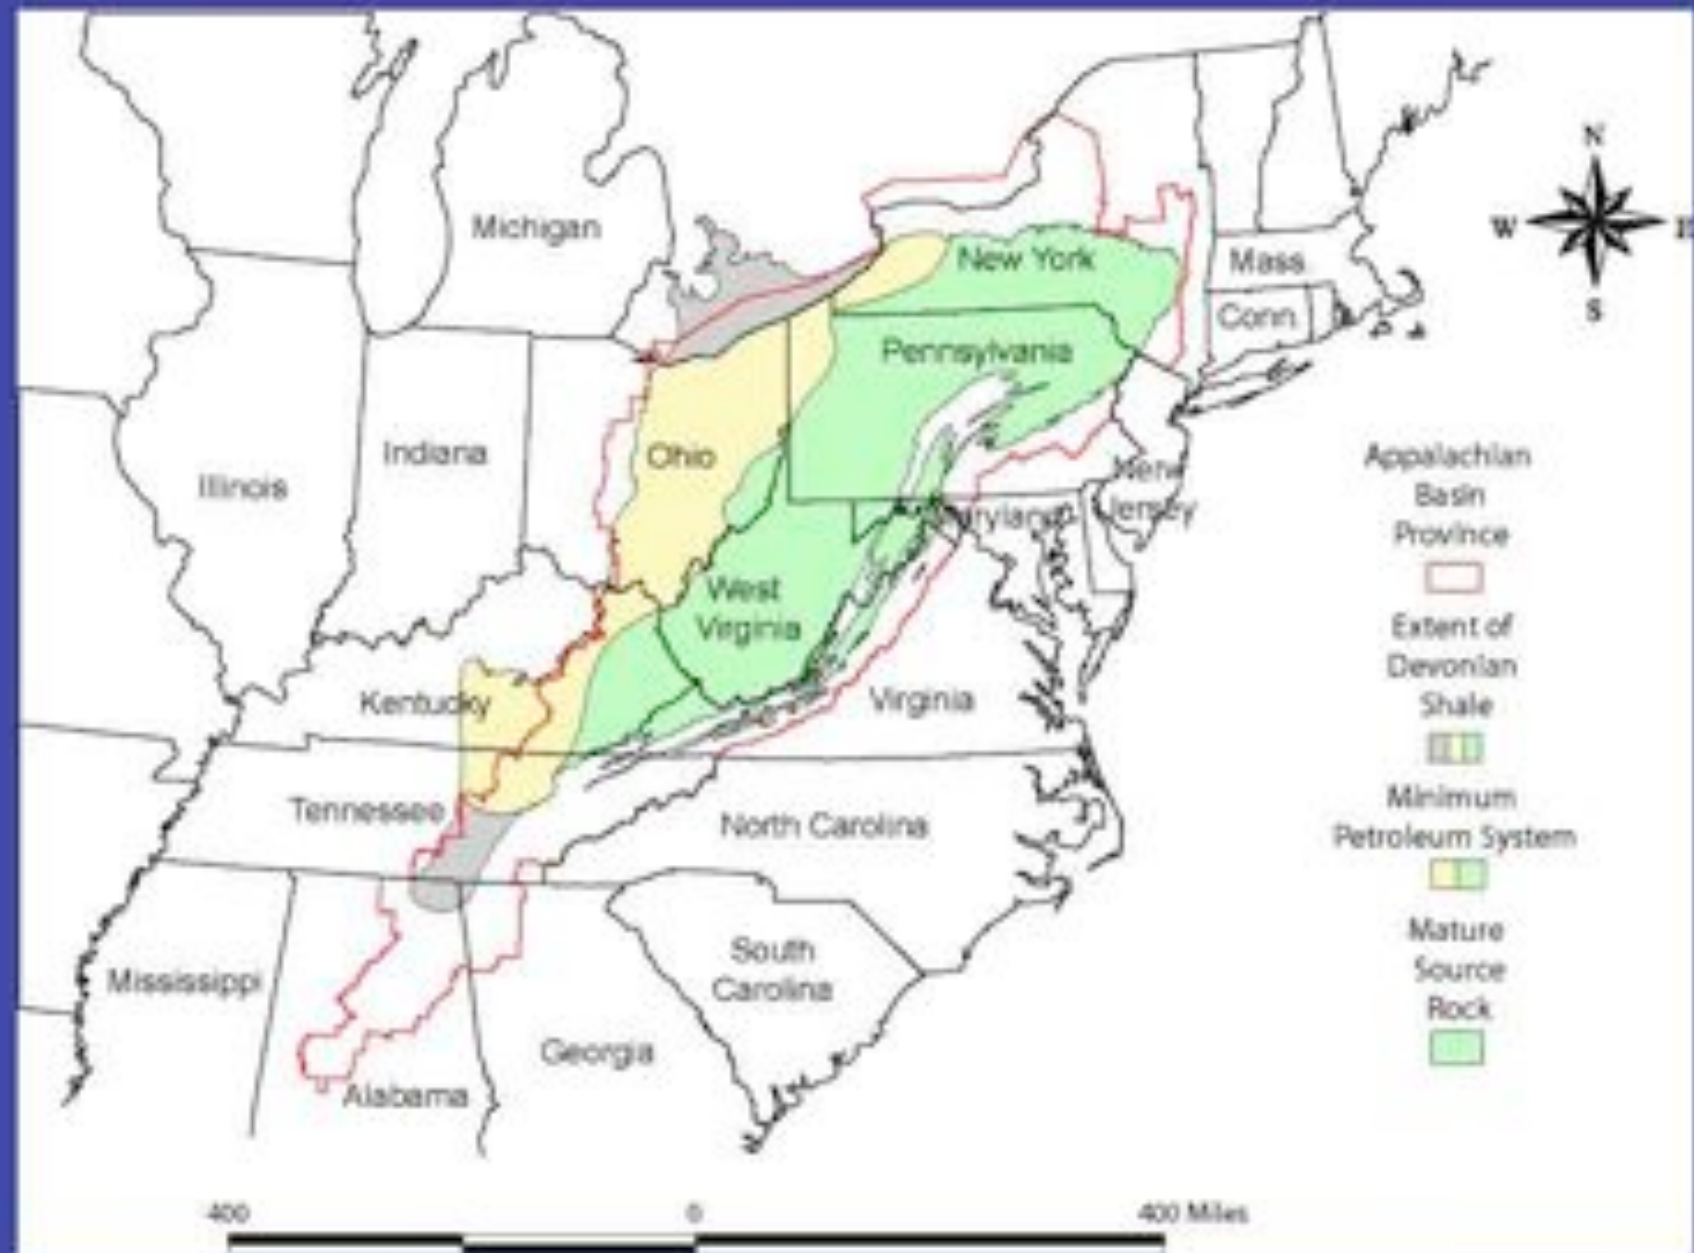 N
W
S
Michigan
New York
Mass.
Conn.
Pennsylvania
Ohio
Indiana
Illinois
New
Jersey
Maryland
West
Virginia
Kentucky
Virginia
Tennessee
North Carolina
South
Carolina
Mississippi
Georgia
Alabama
Appalachian
Basin
Province
Extent of
Devonian
Shale
Minimum
Petroleum System
Mature
Source
Rock
400
0
400 Miles